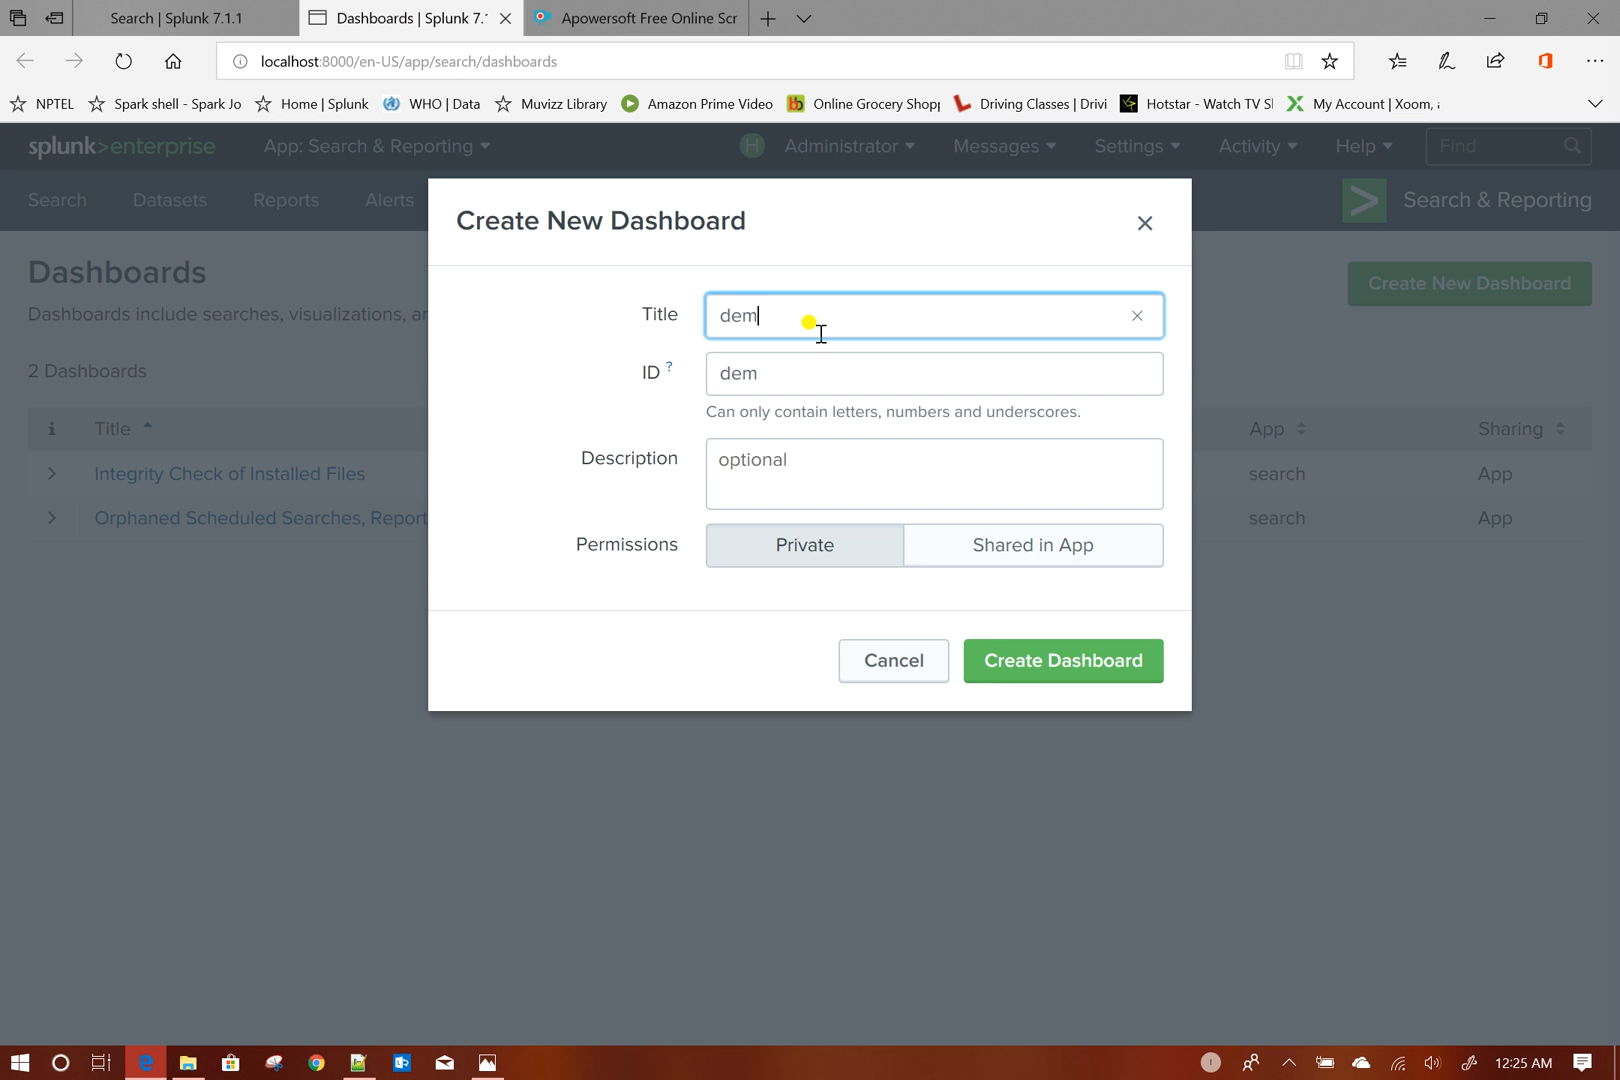 Search | Splunk 7.1.1
Dashboards | Splunk 7.
Apowersoft Free Online Scr
localhost:8000/en-US/app/search/dashboards
NPTEL
Spark shell - Spark Jo
Home | Splunk
WHO | Data
Muvizz Library
Amazon Prime Video
Online Grocery Shopp
Driving Classes | Drivi
Hotstar - Watch TV S
My Account | Xoom, a
splunk>enterprise
App: Search & Reporting
H
Administrator
Messages
Settings
Activity
Help
Find
Search
Datasets
Reports
Alerts
Search & Reporting
Create New Dashboard
Dashboards
Create New Dashboard
Dashboards include searches, visualizations, an
Title
dem
2 Dashboards
ID ?
dem
Can only contain letters, numbers and underscores.
i
Title
App
Sharing
Description
optional
Integrity Check of Installed Files
search
App
Orphaned Scheduled Searches, Report
search
App
Permissions
Private
Shared in App
Cancel
Create Dashboard
12:25 AM